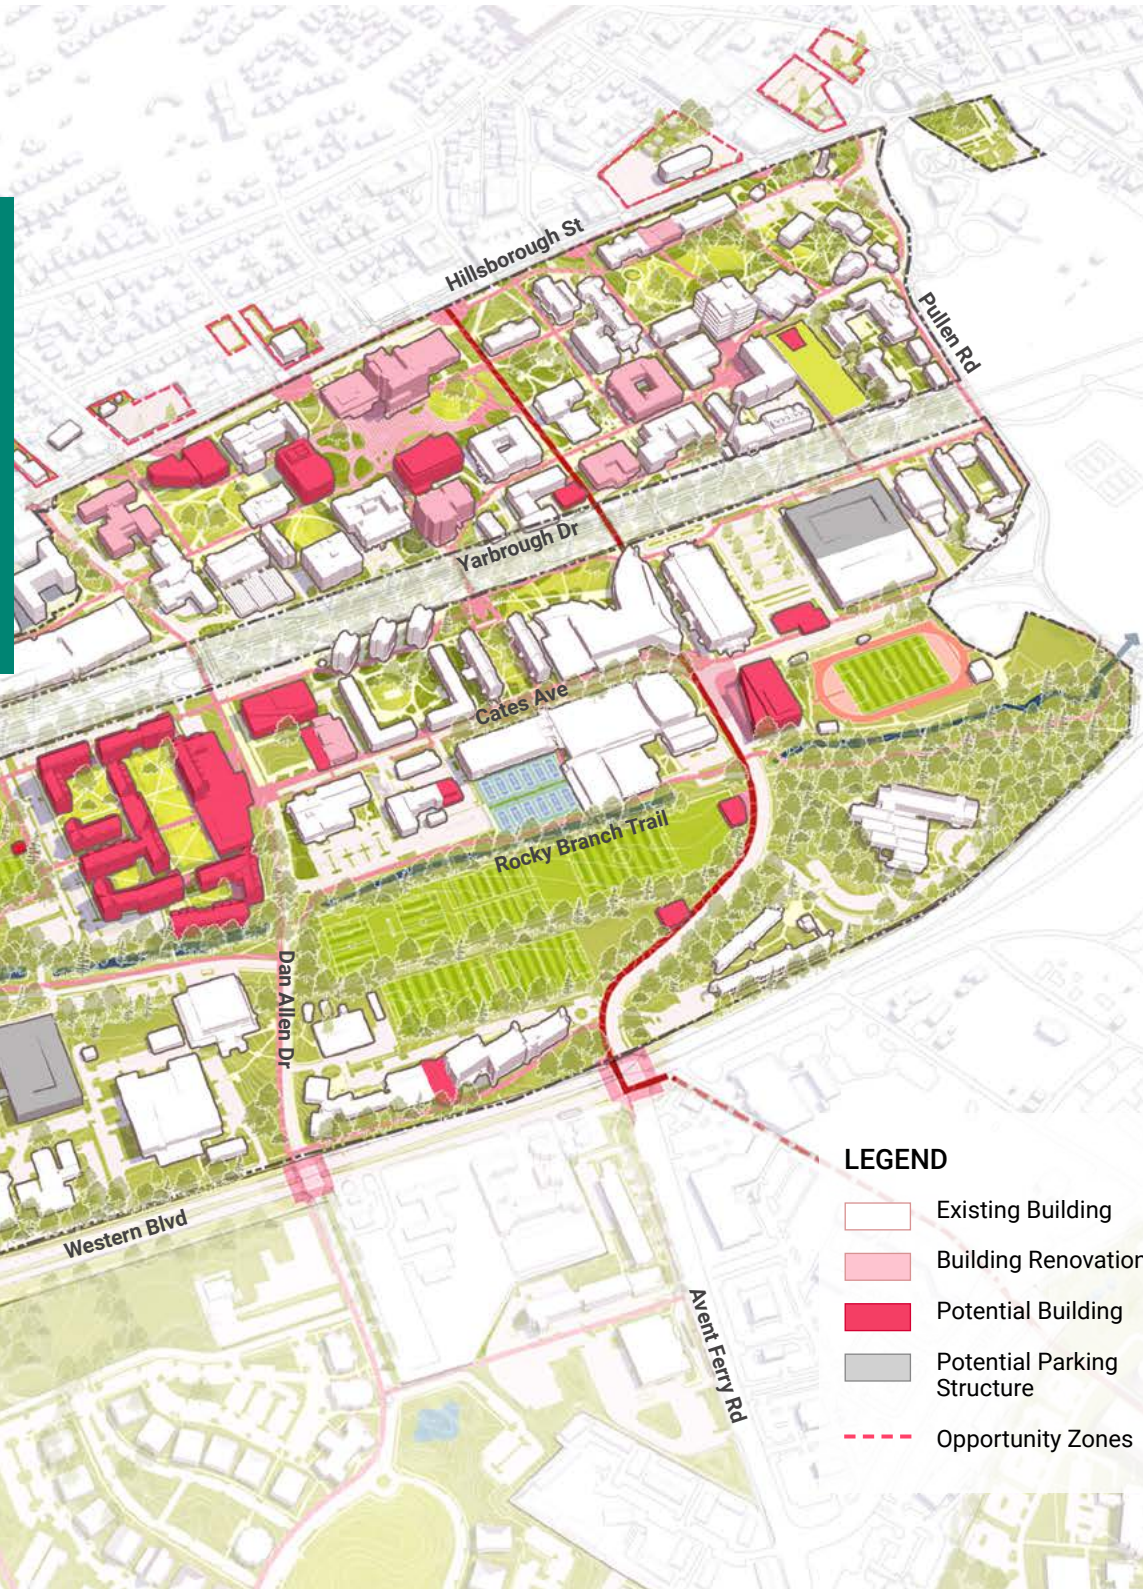 Hillsborough St
Pullen Rd
Yarbrough Dr
Cates Ave
Rocky Branch Trail
Dan Allen Dr
Western Blvd
Avent Ferry Rd
LEGEND
Existing Building
Building Renovation
Potential Building
Potential Parking
Structure
Opportunity Zones